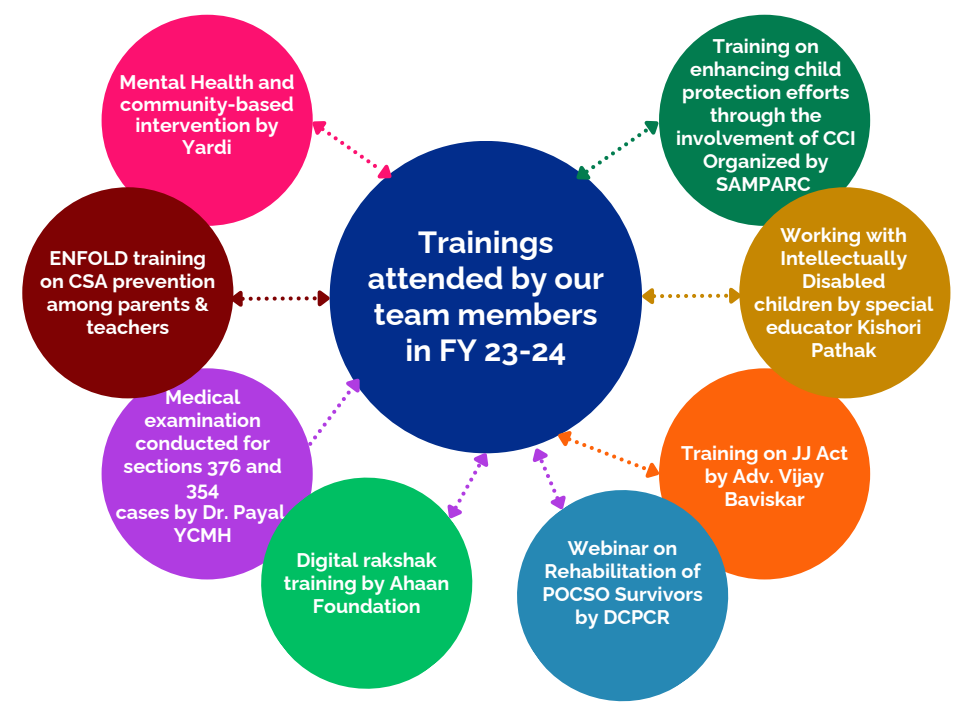 Trainings
attended by our
team members
in FY 23-24
Mental Health and
community-based
intervention by
Yardi
Training on
enhancing child
protection efforts
through the
involvement of CCI
Organized by
SAMPARC
ENFOLD training
on CSA prevention
among parents &
teachers
Working with
Intellectually
Disabled
children by special
educator Kishori
Pathak
Medical
examination
conducted for
sections 376 and
354
cases by Dr. Payal
YCMH
Training on JJ Act
by Adv. Vijay
Baviskar
Digital rakshak
training by Ahaan
Foundation
Webinar on
Rehabilitation of
POCSO Survivors
by DCPCR